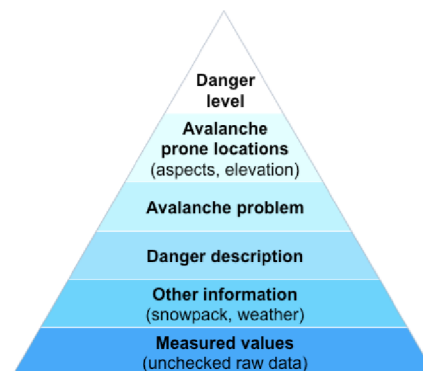 Danger
level
Avalanche
prone locations
(aspects, elevation)
Avalanche problem
Danger description
Other information
(snowpack, weather)
Measured values
(unchecked raw data)